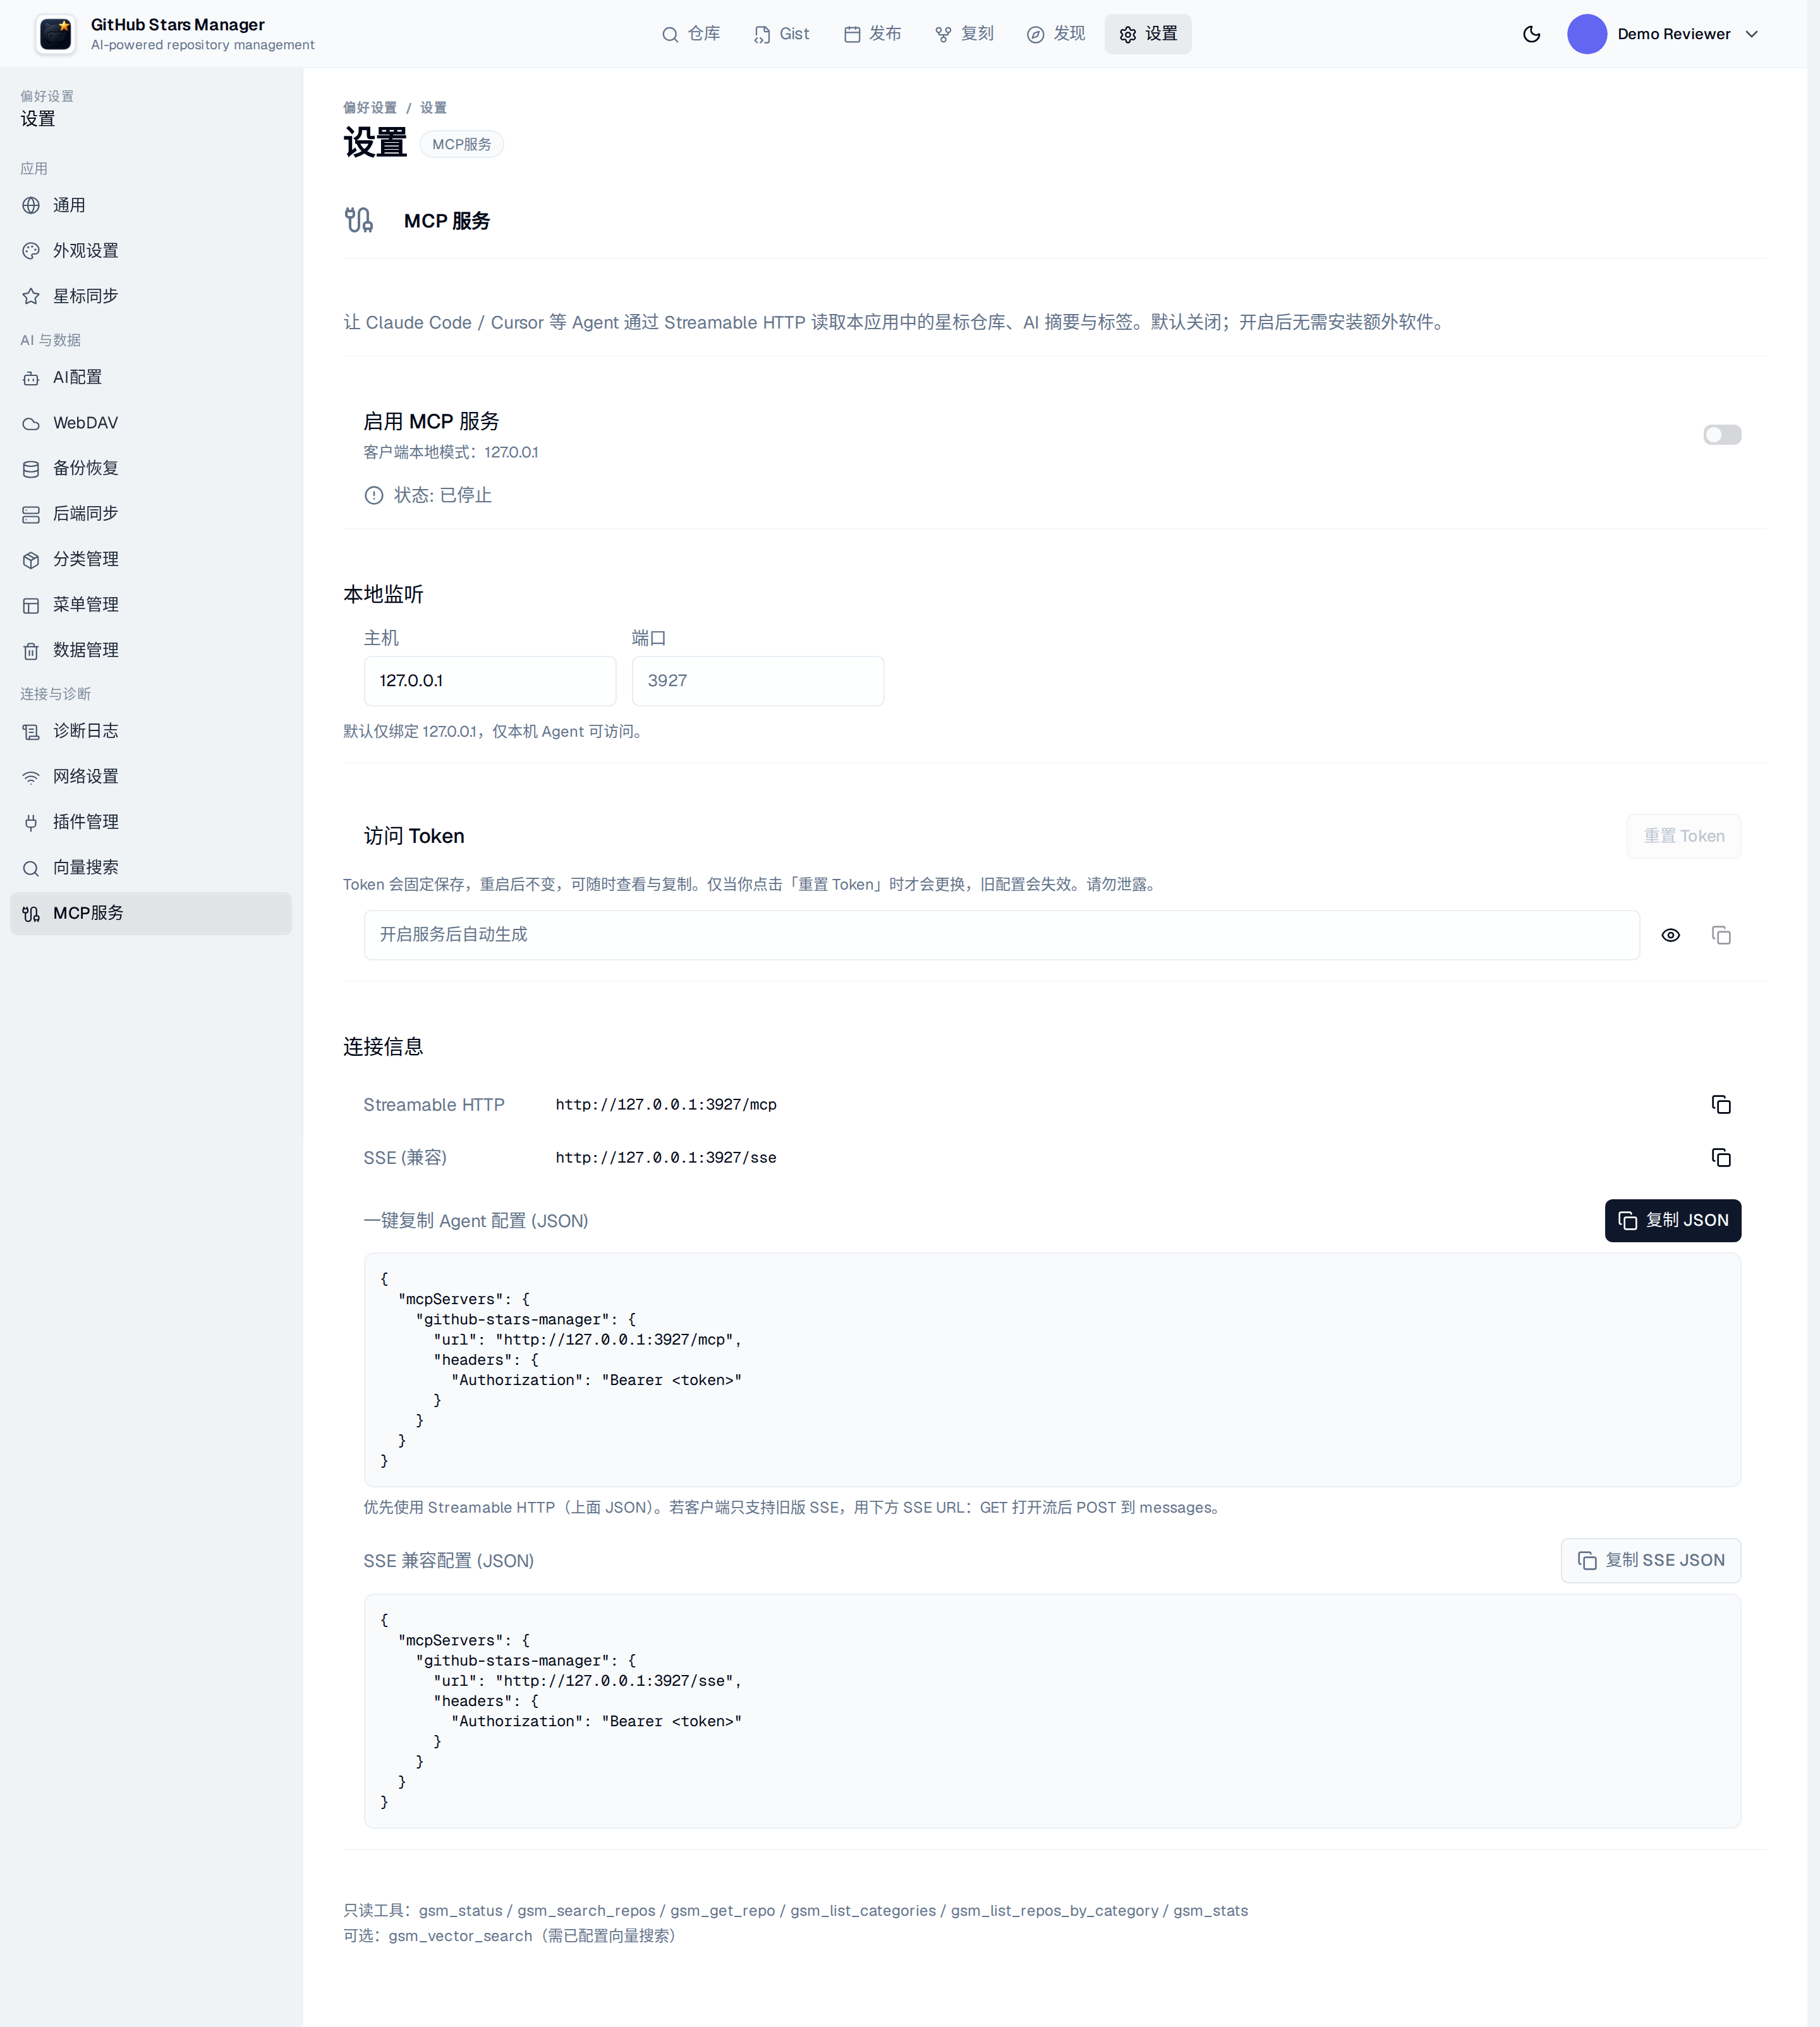 GitHub Stars Manager
AI-powered repository management
仓库
Gist
发布
复刻
发现
设置
Demo Reviewer
偏好设置
设置
应用
通用
外观设置
星标同步
AI 与数据
AI配置
WebDAV
备份恢复
后端同步
分类管理
菜单管理
数据管理
连接与诊断
诊断日志
网络设置
插件管理
向量搜索
MCP服务
偏好设置 / 设置
设置 MCP服务
MCP 服务
让 Claude Code / Cursor 等 Agent 通过 Streamable HTTP 读取本应用中的星标仓库、AI 摘要与标签。默认关闭；开启后无需安装额外软件。
启用 MCP 服务
客户端本地模式：127.0.0.1
状态: 已停止
本地监听
主机 端口
127.0.0.1 3927
默认仅绑定 127.0.0.1，仅本机 Agent 可访问。
访问 Token 重置 Token
Token 会固定保存，重启后不变，可随时查看与复制。仅当你点击「重置 Token」时才会更换，旧配置会失效。请勿泄露。
开启服务后自动生成
连接信息
Streamable HTTP http://127.0.0.1:3927/mcp
SSE (兼容) http://127.0.0.1:3927/sse
一键复制 Agent 配置 (JSON) 复制 JSON
{
  "mcpServers": {
    "github-stars-manager": {
      "url": "http://127.0.0.1:3927/mcp",
      "headers": {
        "Authorization": "Bearer <token>"
      }
    }
  }
}
优先使用 Streamable HTTP（上面 JSON）。若客户端只支持旧版 SSE，用下方 SSE URL：GET 打开流后 POST 到 messages。
SSE 兼容配置 (JSON) 复制 SSE JSON
{
  "mcpServers": {
    "github-stars-manager": {
      "url": "http://127.0.0.1:3927/sse",
      "headers": {
        "Authorization": "Bearer <token>"
      }
    }
  }
}
只读工具：gsm_status / gsm_search_repos / gsm_get_repo / gsm_list_categories / gsm_list_repos_by_category / gsm_stats
可选：gsm_vector_search（需已配置向量搜索）